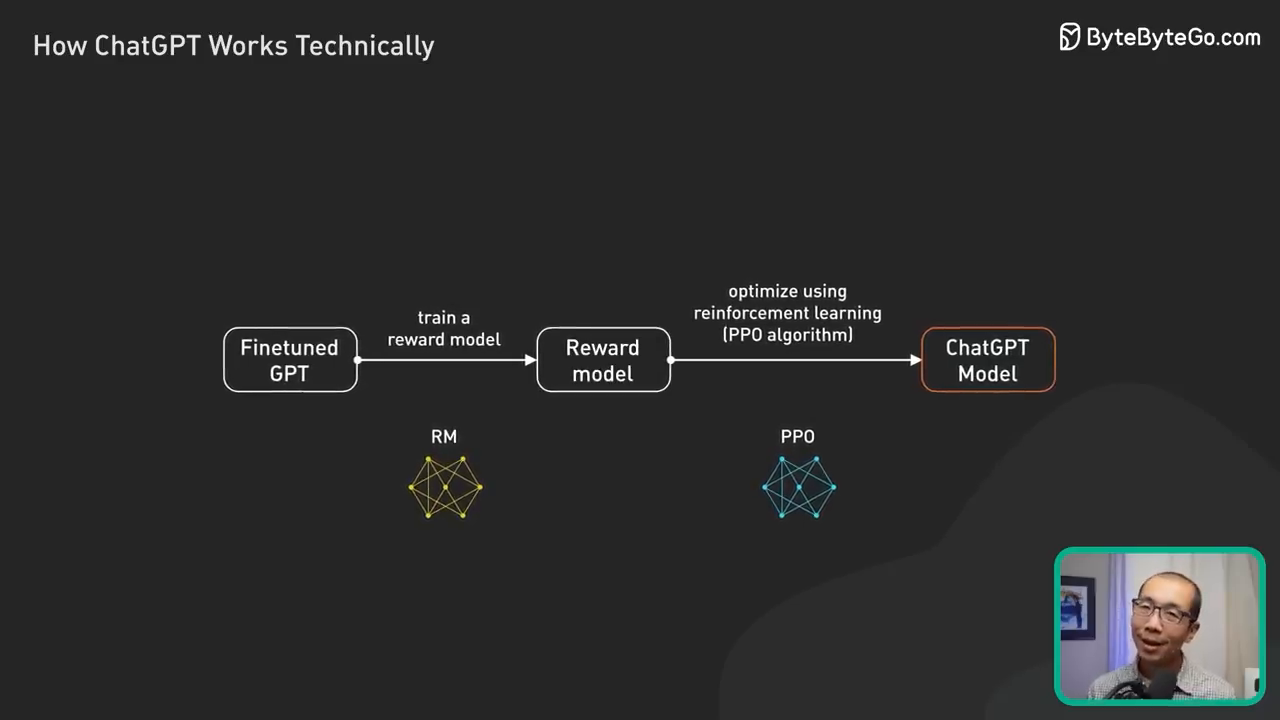 How ChatGPT Works Technically
ByteByteGo.com
optimize using
reinforcement learning
(PPO algorithm)
train a
reward model
Finetuned
GPT
Reward
model
ChatGPT
Model
RM
PPO